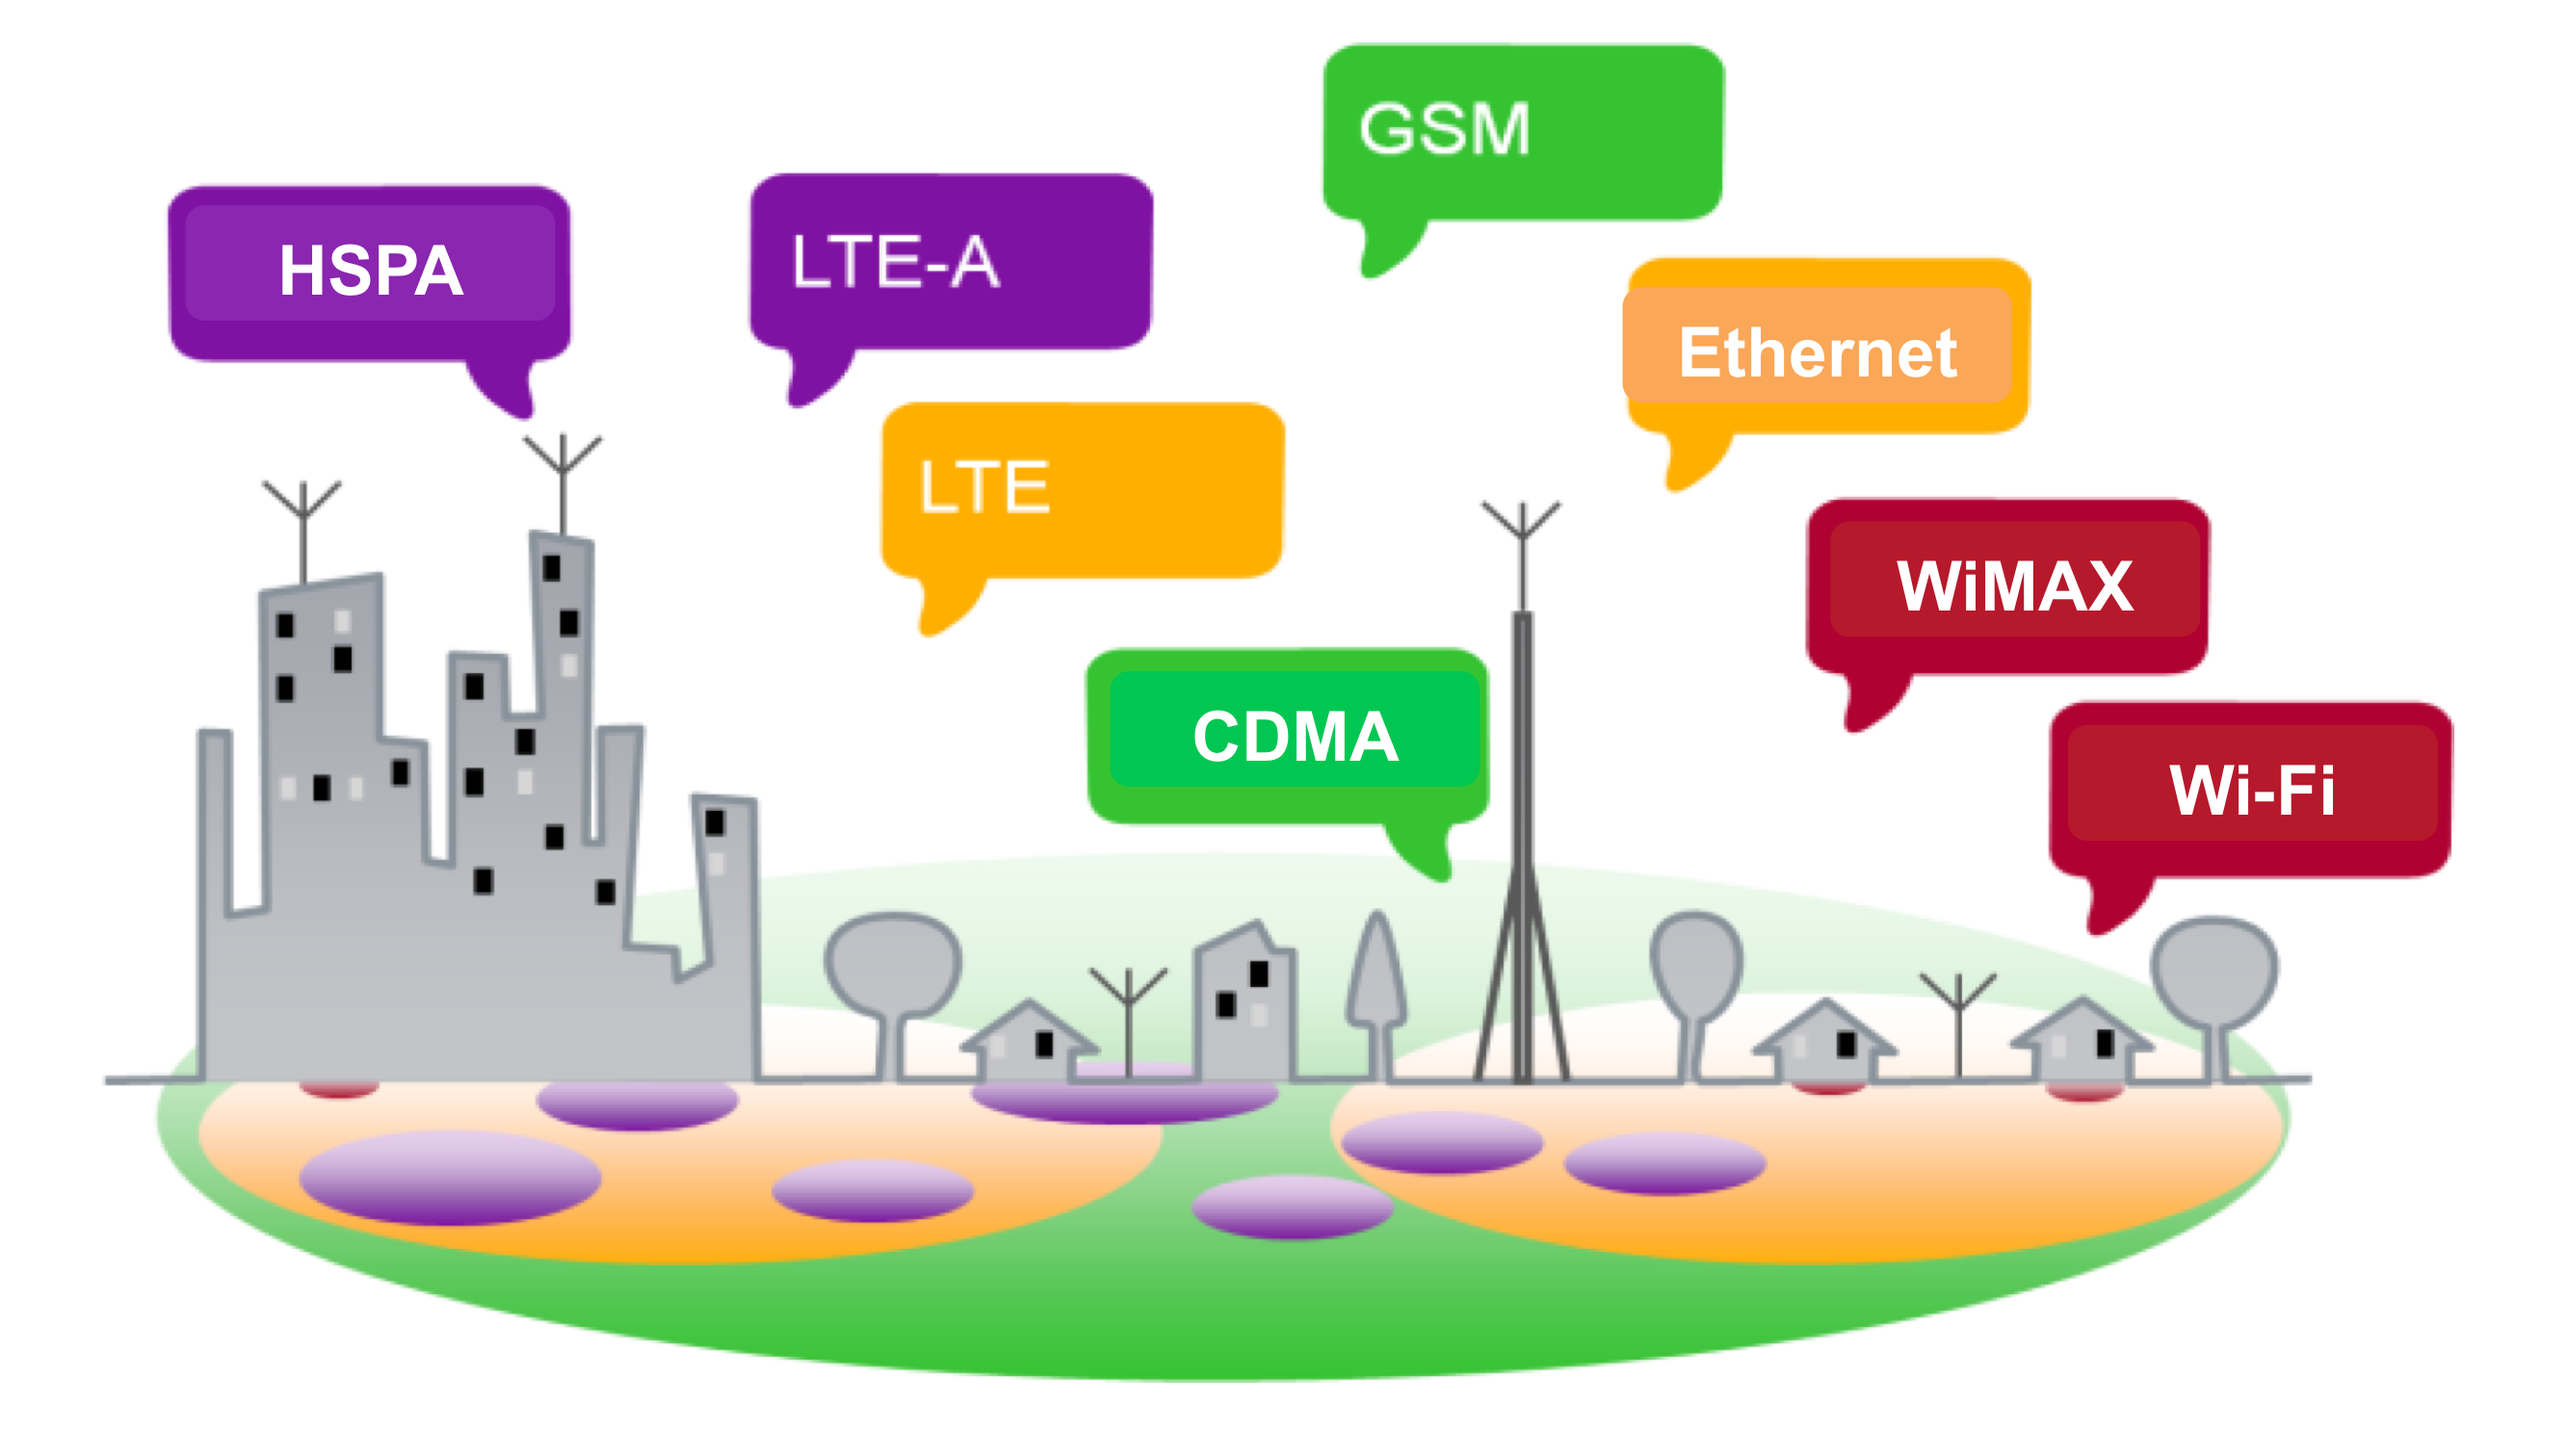 GSM
HSPA
LTE-A
Ethernet
LTE
WiMAX
CDMA
Wi-Fi